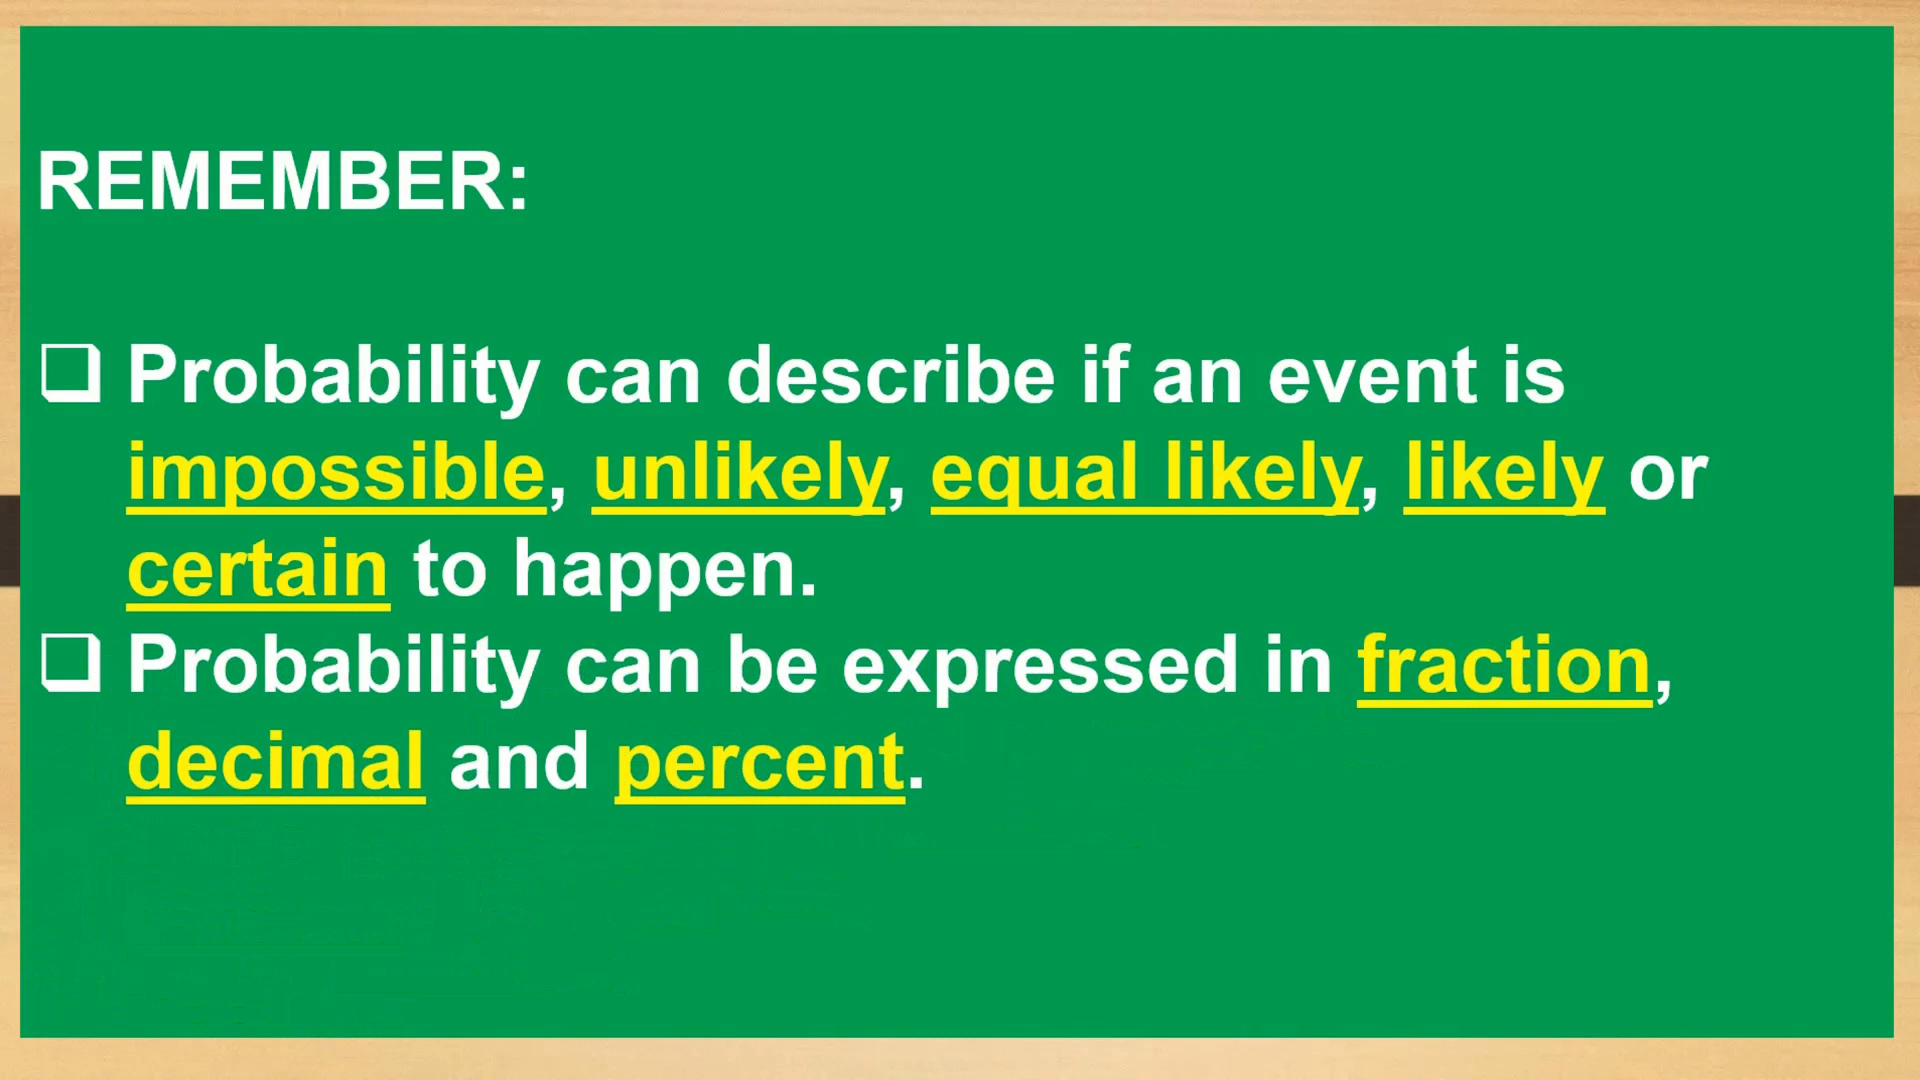 REMEMBER:
❑ Probability can describe if an event is
impossible, unlikely, equal likely, likely or
certain to happen.
❑ Probability can be expressed in fraction,
decimal and percent.